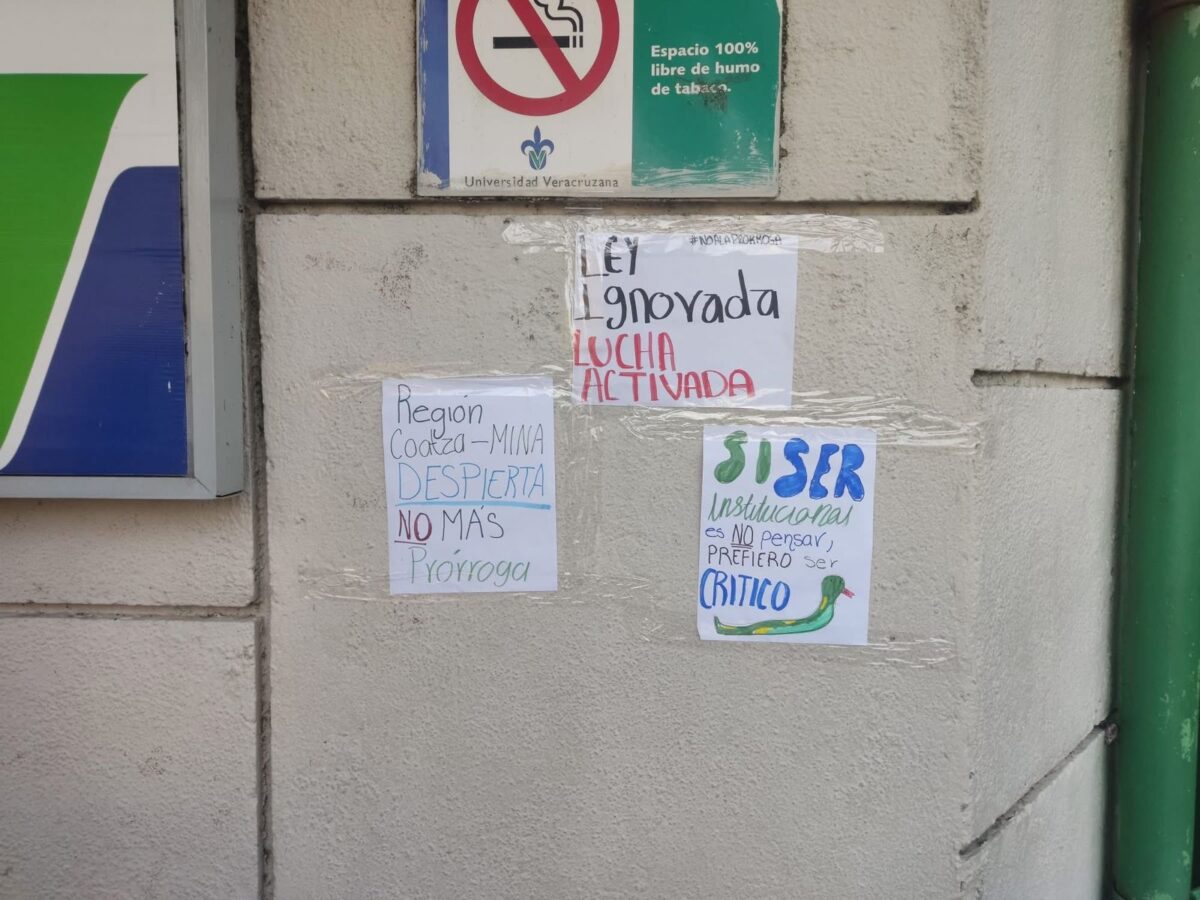 Espacio 100%
libre de humo
de tabaco.
Universidad Veracruzana
#NOALAPRÓRROGA
LEY
Ignorada
LUCHA
ACTIVADA
Región
Coatza-MINA
DESPIERTA
NO MÁS
Prórroga
SI SER
institucional
es NO pensar,
PREFIERO ser
CRITICO